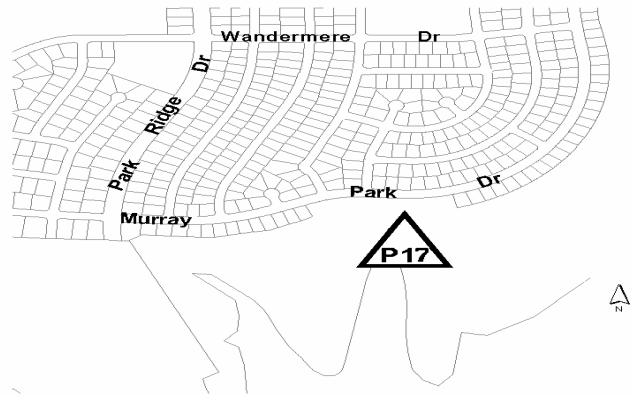 Wandermere Dr
Park Ridge Dr
Murray Park Dr
P17
N